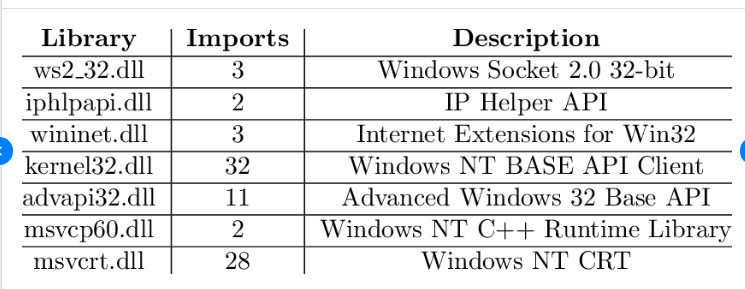 Library Imports Description
ws2_32.dll 3 Windows Socket 2.0 32-bit
iphlpapi.dll 2 IP Helper API
wininet.dll 3 Internet Extensions for Win32
kernel32.dll 32 Windows NT BASE API Client
advapi32.dll 11 Advanced Windows 32 Base API
msvcp60.dll 2 Windows NT C++ Runtime Library
msvcrt.dll 28 Windows NT CRT